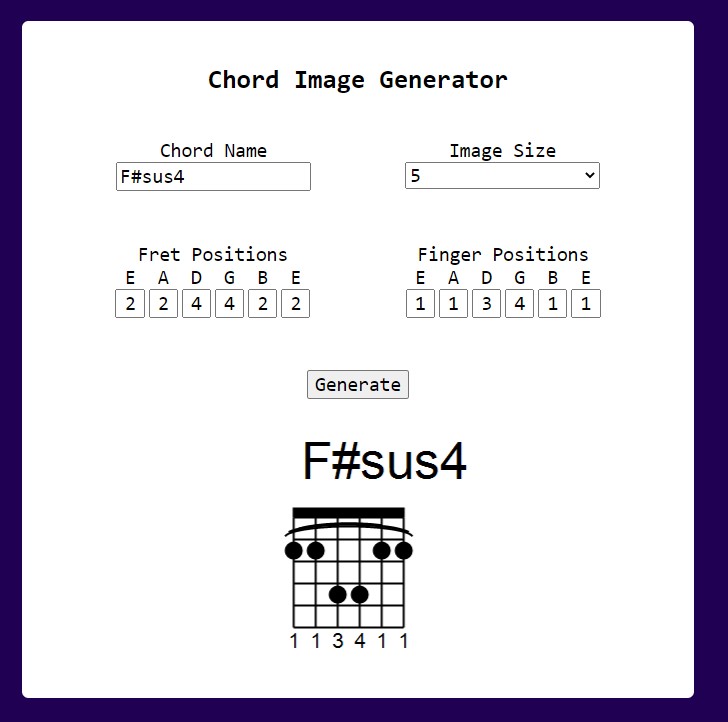 Chord Image Generator
Chord Name
F#sus4
Image Size
5
Fret Positions
E A D G B E
2 2 4 4 2 2
Finger Positions
E A D G B E
1 1 3 4 1 1
Generate
F#sus4
1 1 3 4 1 1